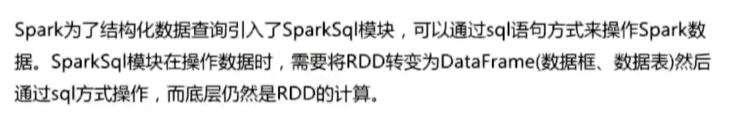 Spark为了结构化数据查询引入了SparkSql模块，可以通过sql语句方式来操作Spark数
据。SparkSql模块在操作数据时，需要将RDD转变为DataFrame(数据框、数据表)然后
通过sql方式操作，而底层仍然是RDD的计算。